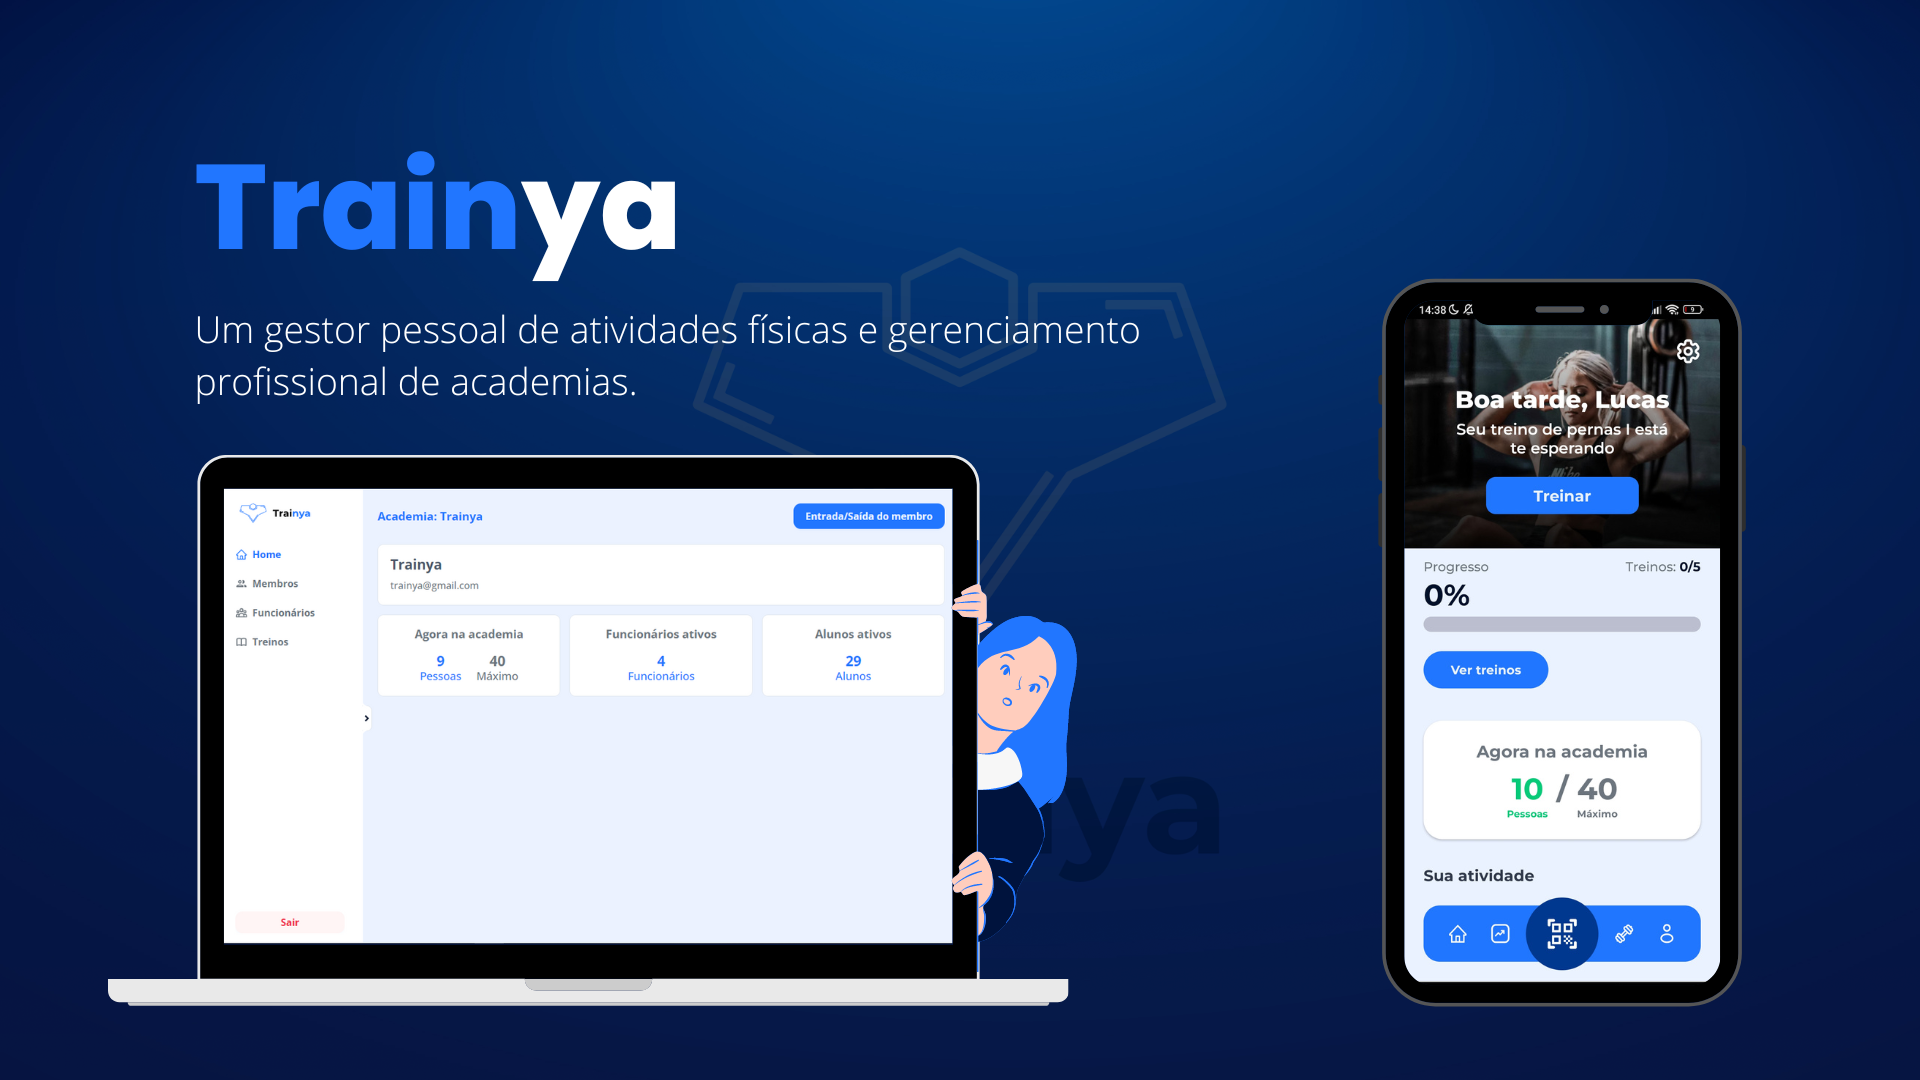 Trainya
Um gestor pessoal de atividades físicas e gerenciamento
profissional de academias.
Trainya
Home
Membros
Funcionários
Treinos
Sair
Academia: Trainya
Entrada/Saída do membro
Trainya
trainya@gmail.com
Agora na academia
9 40
Pessoas Máximo
Funcionários ativos
4
Funcionários
Alunos ativos
29
Alunos
ya
14:38
9
Boa tarde, Lucas
Seu treino de pernas I está
te esperando
Treinar
Progresso
Treinos: 0/5
0%
Ver treinos
Agora na academia
10 / 40
Pessoas Máximo
Sua atividade